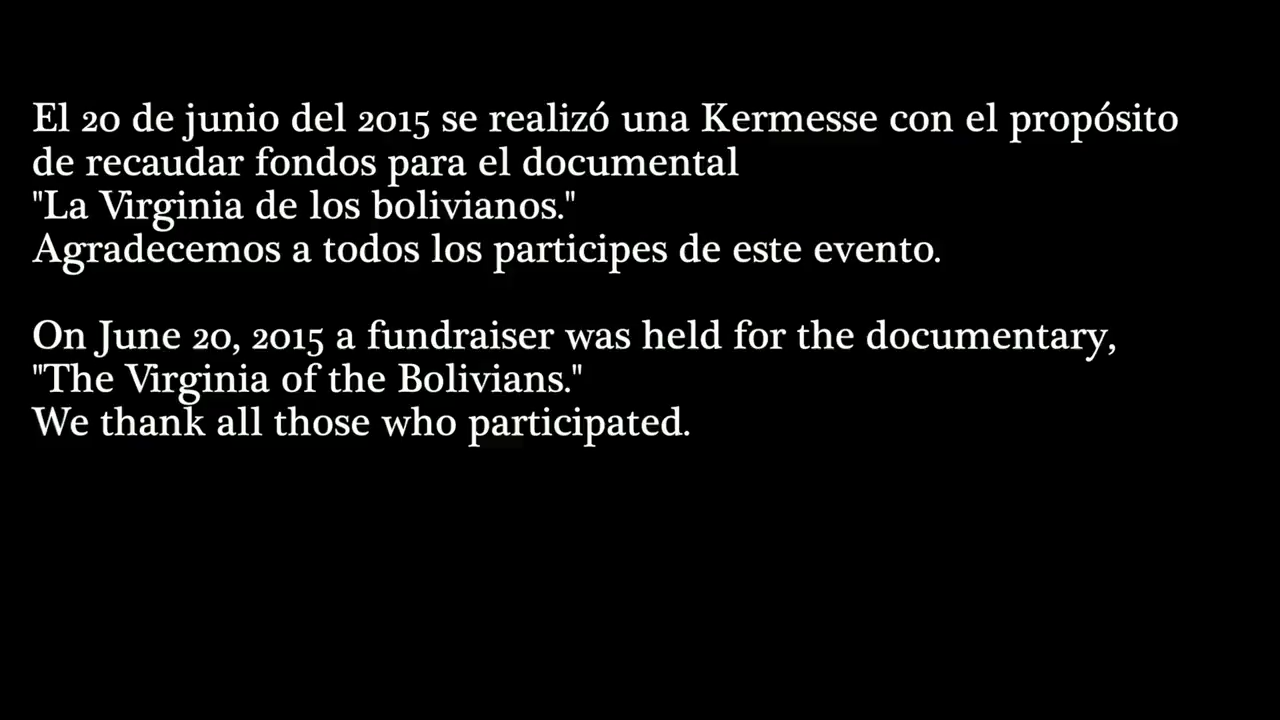 El 20 de junio del 2015 se realizó una Kermesse con el propósito
de recaudar fondos para el documental
"La Virginia de los bolivianos."
Agradecemos a todos los participes de este evento.
On June 20, 2015 a fundraiser was held for the documentary,
"The Virginia of the Bolivians."
We thank all those who participated.